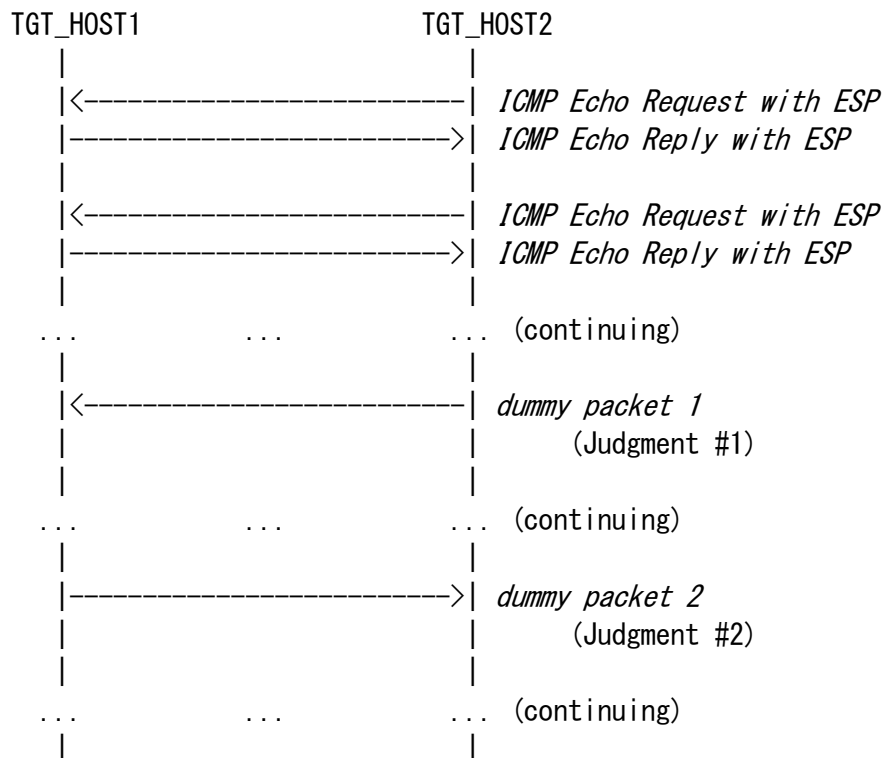 TGT_HOST1 TGT_HOST2
| |
|<--------------------------| ICMP Echo Request with ESP
|-------------------------->| ICMP Echo Reply with ESP
| |
|<--------------------------| ICMP Echo Request with ESP
|-------------------------->| ICMP Echo Reply with ESP
| |
... ... ... (continuing)
| |
|<--------------------------| dummy packet 1
| | (Judgment #1)
| |
... ... ... (continuing)
| |
|-------------------------->| dummy packet 2
| | (Judgment #2)
| |
... ... ... (continuing)
| |